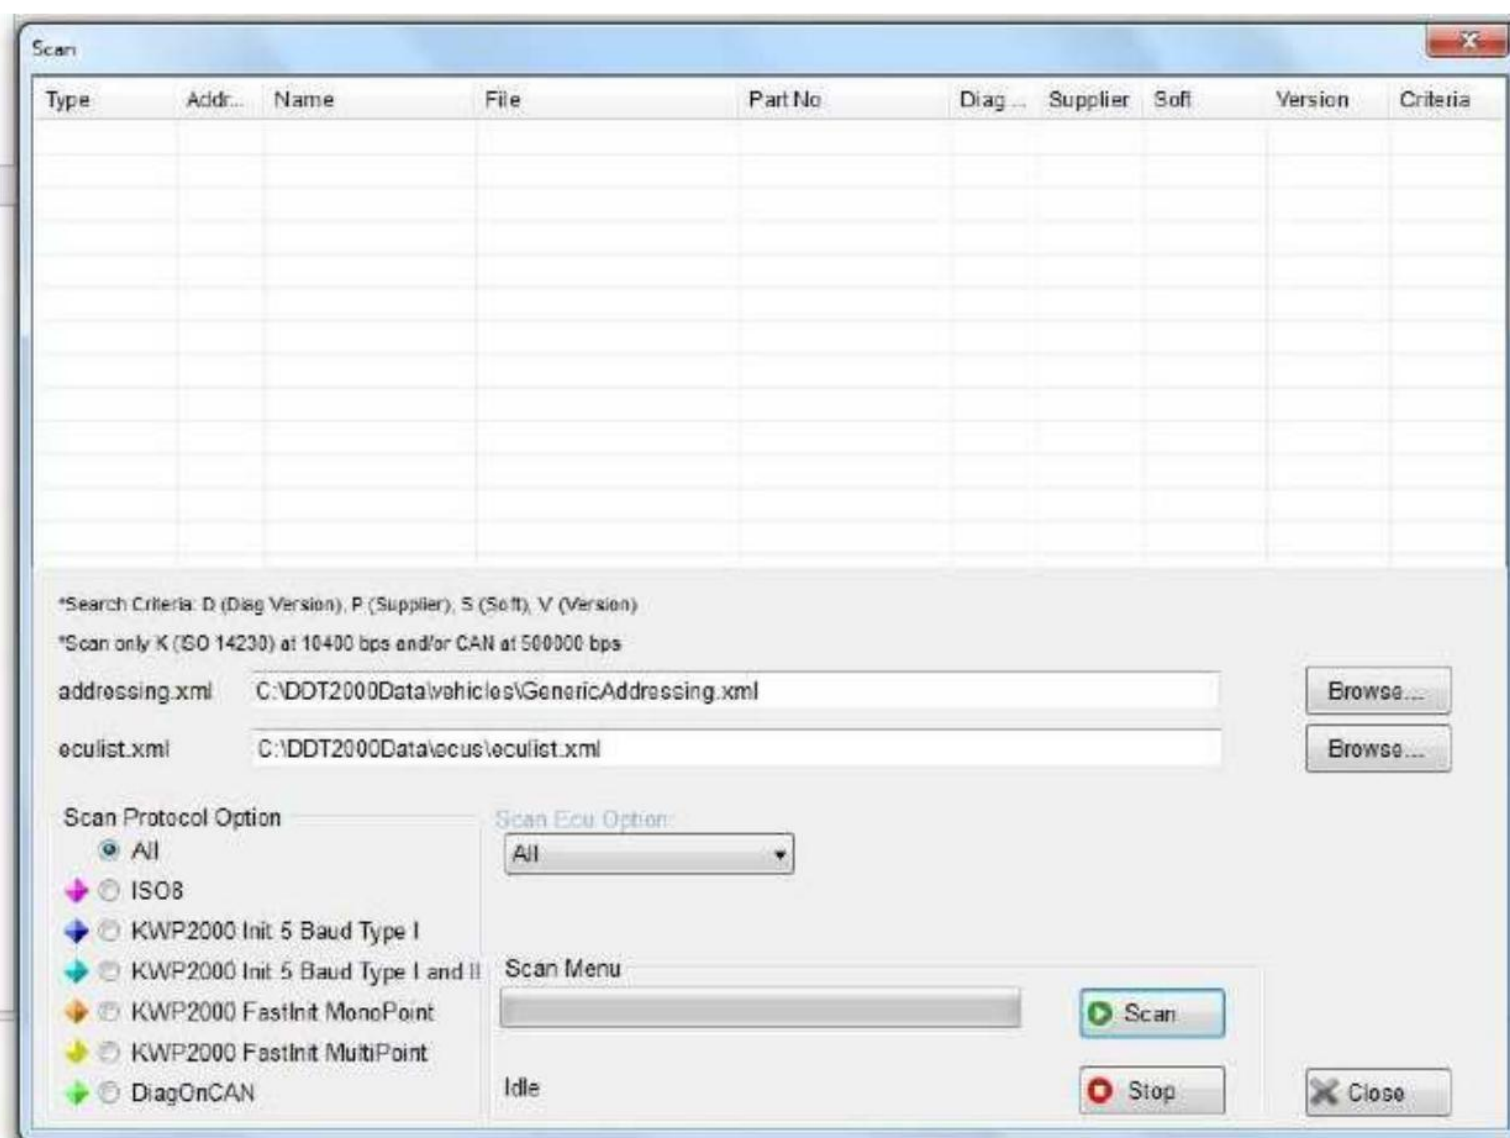 Scan
Type Addr... Name File Part No Diag ... Supplier Soft Version Criteria
*Search Criteria: D (Diag Version), P (Supplier), S (Soft), V (Version)
*Scan only K (ISO 14230) at 10400 bps and/or CAN at 500000 bps
addressing.xml C:\DDT2000Data\vehicles\GenericAddressing.xml Browse...
eculist.xml C:\DDT2000Data\ecus\eculist.xml Browse...
Scan Protocol Option Scan Ecu Option:
All All
ISO8
KWP2000 Init 5 Baud Type I
KWP2000 Init 5 Baud Type I and II Scan Menu
KWP2000 FastInit MonoPoint Scan
KWP2000 FastInit MultiPoint
DiagOnCAN Idle Stop Close